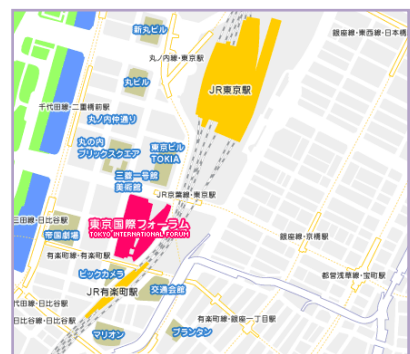 新丸ビル
銀座線・東西線・日本橋
丸ノ内線・東京駅
丸ビル
JR東京駅
千代田線・二重橋前駅
丸ノ内仲通り
丸の内
ブリックスクエア
東京ビル
TOKIA
三菱一号館
美術館
JR京葉線・東京駅
三田線・日比谷駅
東京国際フォーラム
TOKYO INTERNATIONAL FORUM
帝国劇場
銀座線・京橋駅
有楽町線・有楽町駅
ビックカメラ
都営浅草線・宝町駅
JR有楽町駅
交通会館
代田線・日比谷駅
日比谷線・日比谷駅
有楽町線・銀座一丁目駅
マリオン
プランタン